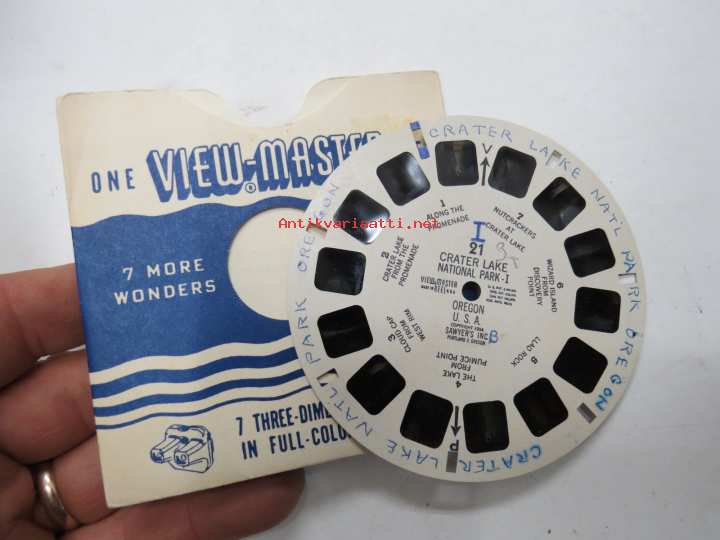 ONE VIEW-MASTER
®
7 MORE
WONDERS
7 THREE-DIME
IN FULL-COLO
Antikvariaatti.net
CRATER LAKE NAT'L PARK OREGON
CRATER LAKE NAT'L PARK OREGON
V
I
21
CRATER LAKE
NATIONAL PARK-I
VIEW-MASTER
OREGON
U. S. A.
COPYRIGHT
SAWYER'S INC.
PORTLAND 7, OREGON
B
1
ALONG THE
PROMENADE
2
CRATER LAKE
FROM THE
PROMENADE
3
CLOUD CAP
FROM
WEST RIM
4
THE LAKE
FROM
PUMICE POINT
LLAO ROCK
6
WIZARD ISLAND
FROM
DISCOVERY
POINT
7
NUTCRACKERS
AT
CRATER LAKE
P